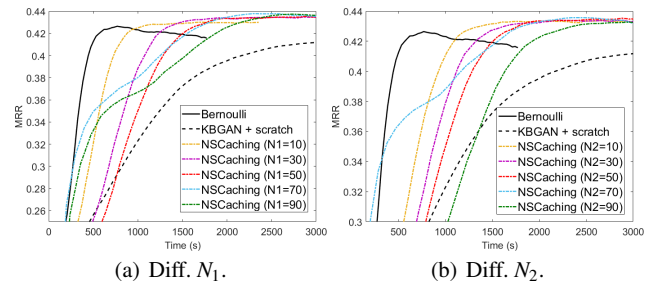 0.44
0.42
0.4
0.38
0.36
0.34
0.32
0.3
0.28
0.26
MRR
Bernoulli
KBGAN + scratch
NSCaching (N1=10)
NSCaching (N1=30)
NSCaching (N1=50)
NSCaching (N1=70)
NSCaching (N1=90)
0 500 1000 1500 2000 2500 3000
Time (s)
(a) Diff. N₁.
0.44
0.42
0.4
0.38
0.36
0.34
0.32
0.3
MRR
Bernoulli
KBGAN + scratch
NSCaching (N2=10)
NSCaching (N2=30)
NSCaching (N2=50)
NSCaching (N2=70)
NSCaching (N2=90)
500 1000 1500 2000 2500 3000
Time (s)
(b) Diff. N₂.